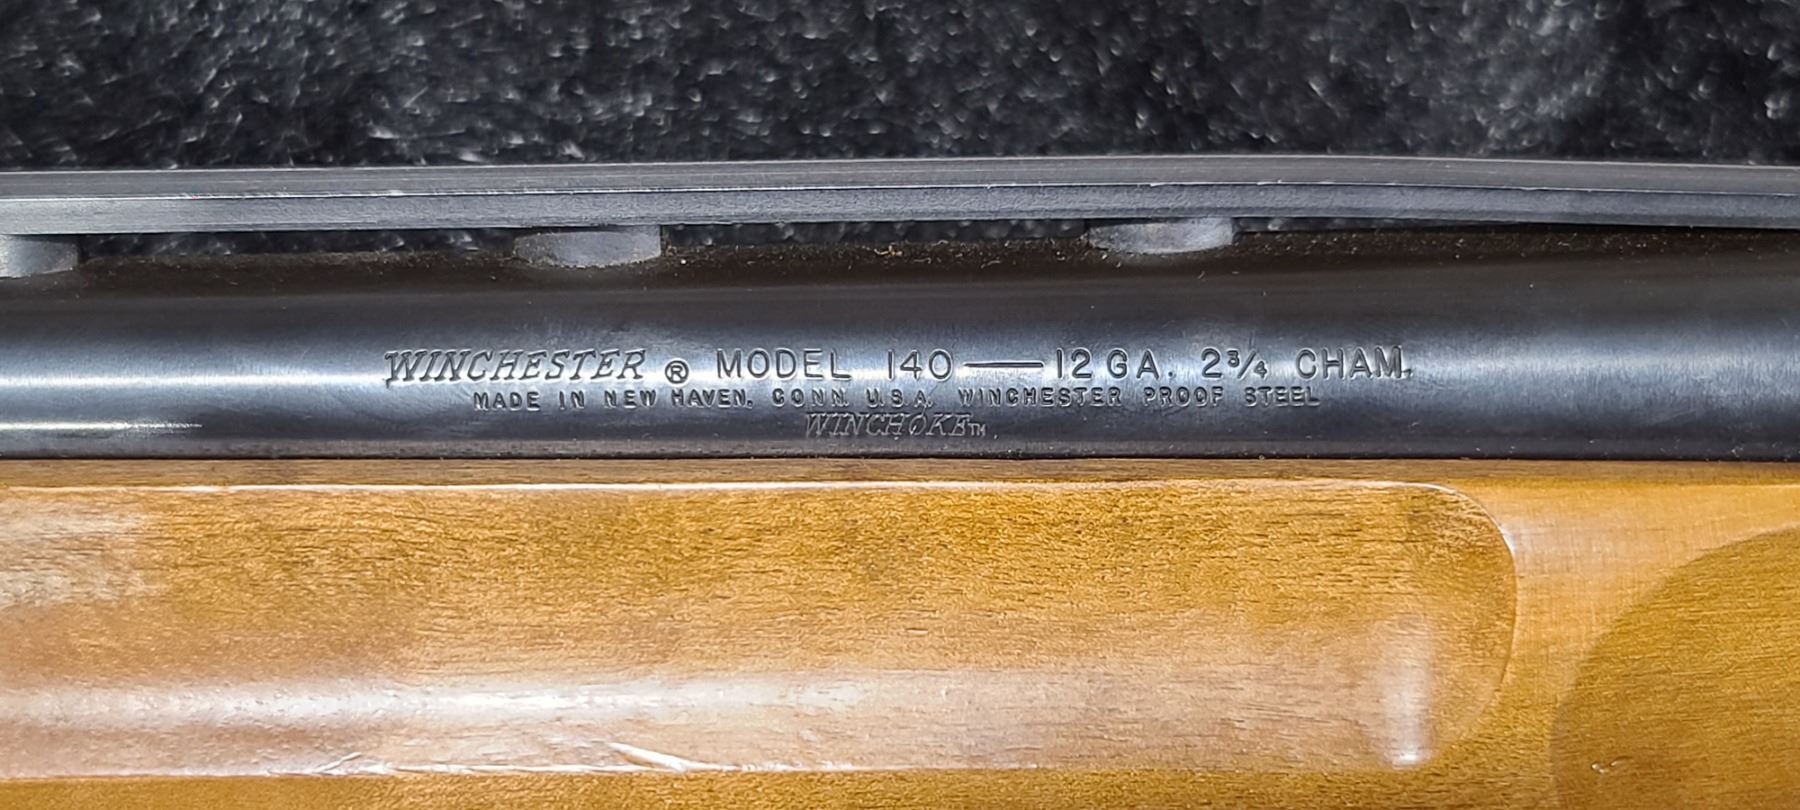 WINCHESTER ® MODEL 140—12 GA. 2¾ CHAM.
MADE IN NEW HAVEN, CONN. U.S.A. WINCHESTER PROOF STEEL
WINCHOKE™